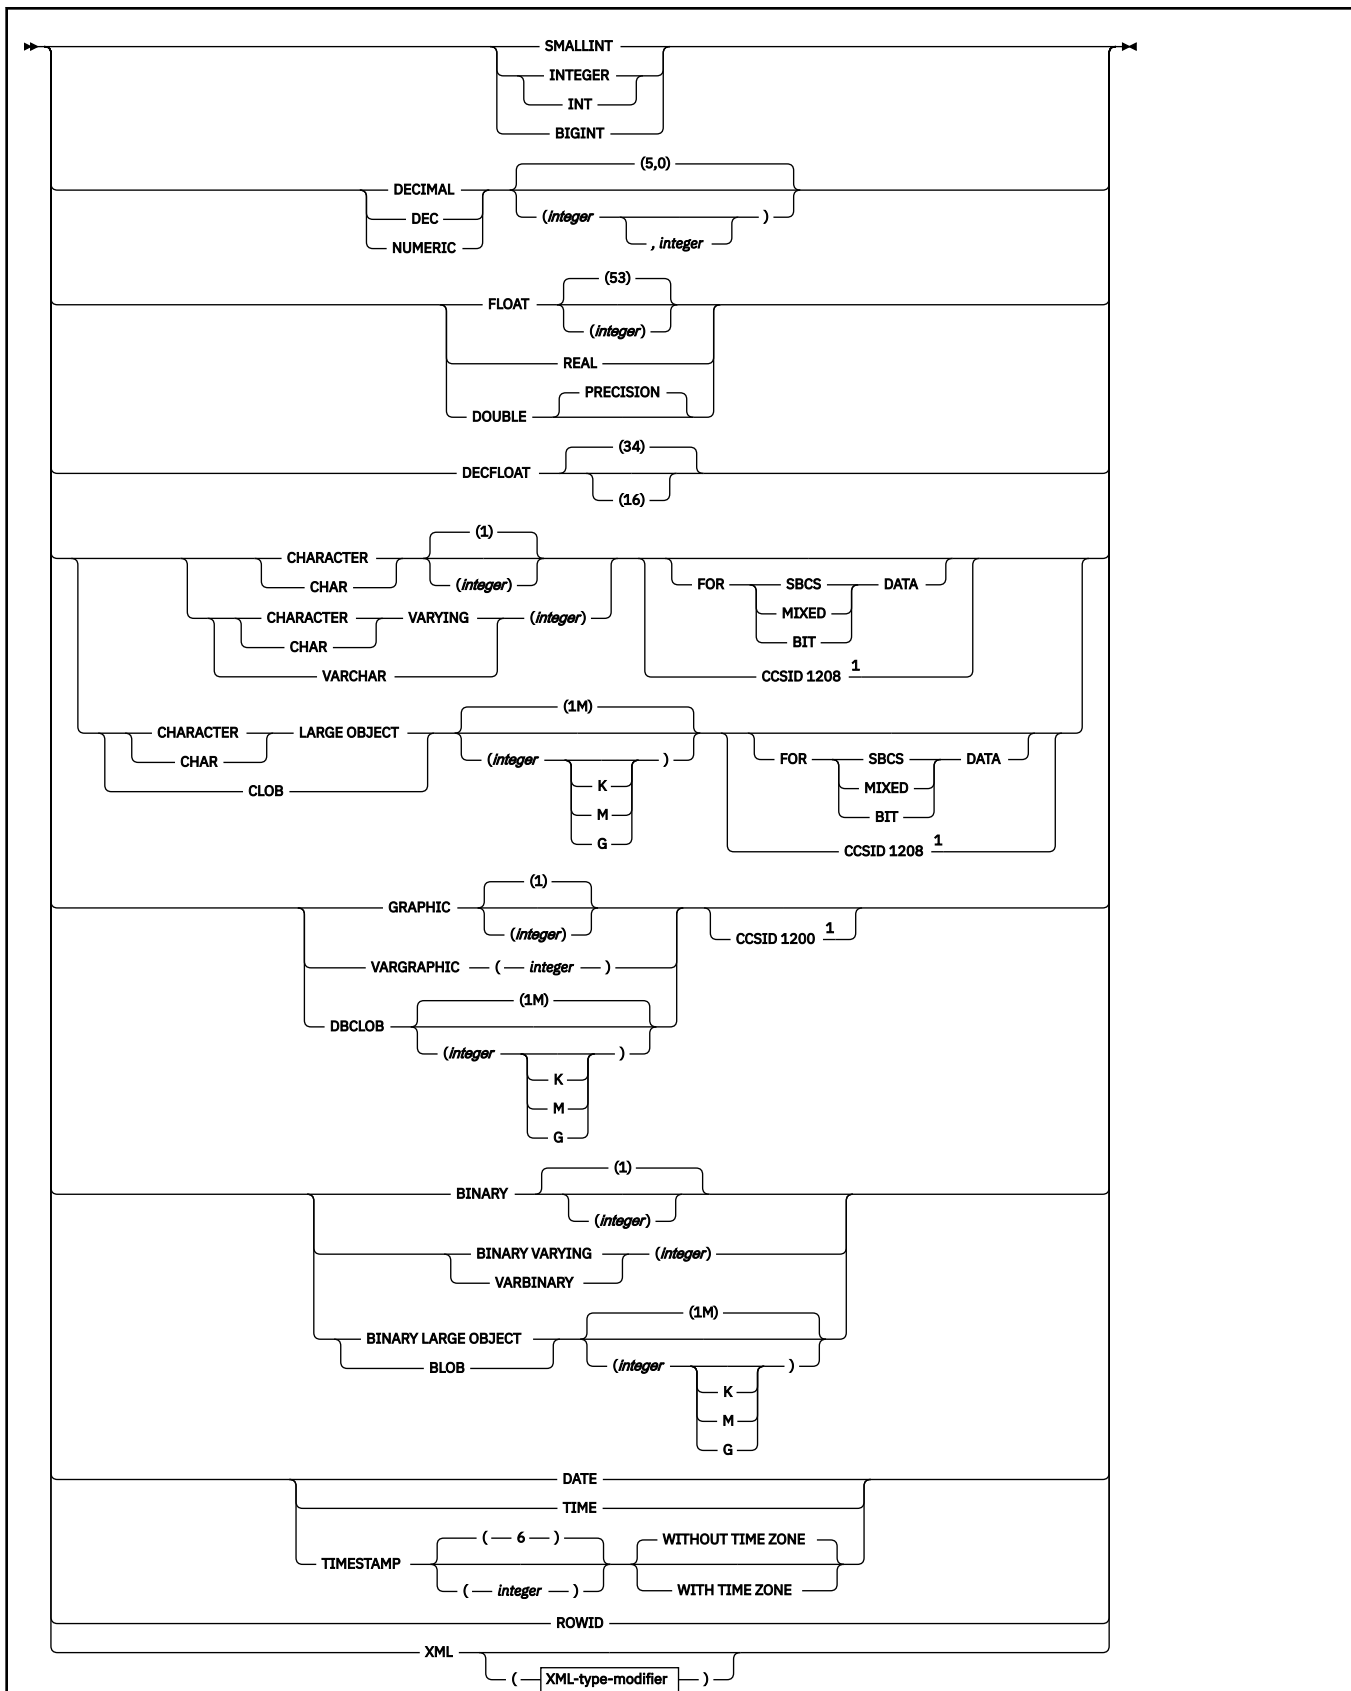 SMALLINT
INTEGER
INT
BIGINT
(5,0)
DECIMAL
DEC (integer )
NUMERIC , integer
(53)
FLOAT
(integer)
REAL
PRECISION
DOUBLE
(34)
DECFLOAT
(16)
(1)
CHARACTER FOR SBCS DATA
CHAR (integer)
CHARACTER VARYING (integer) MIXED
CHAR BIT
VARCHAR CCSID 1208 1
(1M)
CHARACTER LARGE OBJECT
CHAR (integer ) FOR SBCS DATA
CLOB K MIXED
M BIT
G CCSID 1208 1
(1)
GRAPHIC
(integer) CCSID 1200 1
VARGRAPHIC ( integer )
(1M)
DBCLOB
(integer )
K
M
G
(1)
BINARY
(integer)
BINARY VARYING (integer)
VARBINARY
(1M)
BINARY LARGE OBJECT
BLOB (integer )
K
M
G
DATE
TIME
( 6 ) WITHOUT TIME ZONE
TIMESTAMP
( integer ) WITH TIME ZONE
ROWID
XML
( XML-type-modifier )